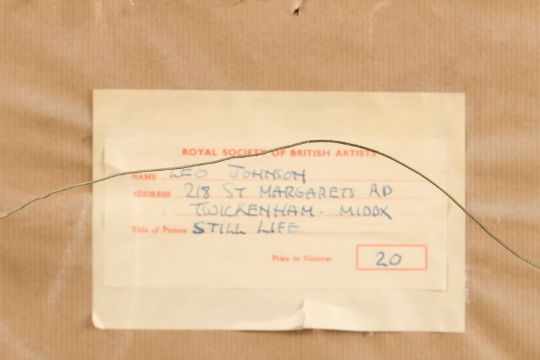 ROYAL SOCIETY OF BRITISH ARTISTS
NAME LEO JOHNSON
ADDRESS 218 ST MARGARETS RD
TWICKENHAM. MIDDX
Title of Picture STILL LIFE
Price in Guineas 20